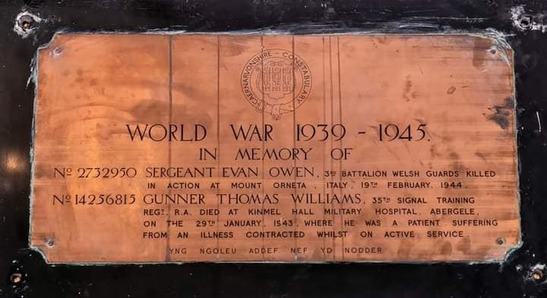 CAERNARVONSHIRE - CONSTABULARY
WORLD WAR 1939 - 1945.
IN MEMORY OF
No 2732950 SERGEANT EVAN OWEN, 3RD BATTALION WELSH GUARDS KILLED
IN ACTION AT MOUNT ORNETA, ITALY, 19TH FEBRUARY, 1944.
No 14256815 GUNNER THOMAS WILLIAMS, 35TH SIGNAL TRAINING
REGT. R.A. DIED AT KINMEL HALL MILITARY HOSPITAL, ABERGELE,
ON THE 29TH JANUARY, 1943, WHERE HE WAS A PATIENT SUFFERING
FROM AN ILLNESS CONTRACTED WHILST ON ACTIVE SERVICE.
YNG NGOLEU ADDEF NEF YD NODDER